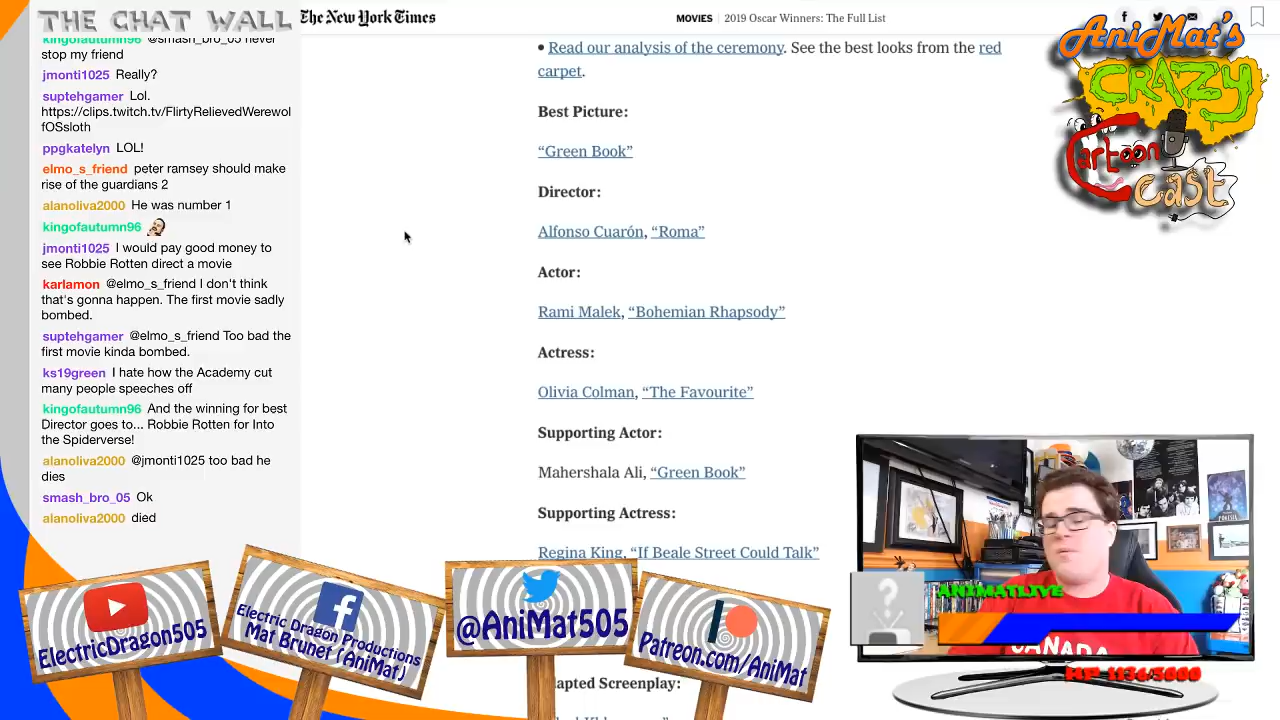 THE CHAT WALL
kingofautumn96 @smash_bro_05 never
stop my friend
jmonti1025 Really?
suptehgamer Lol.
https://clips.twitch.tv/FlirtyRelievedWerewol
fOSsloth
ppgkatelyn LOL!
elmo_s_friend peter ramsey should make
rise of the guardians 2
alanoliva2000 He was number 1
kingofautumn96
jmonti1025 I would pay good money to
see Robbie Rotten direct a movie
karlamon @elmo_s_friend I don't think
that's gonna happen. The first movie sadly
bombed.
suptehgamer @elmo_s_friend Too bad the
first movie kinda bombed.
ks19green I hate how the Academy cut
many people speeches off
kingofautumn96 And the winning for best
Director goes to... Robbie Rotten for Into
the Spiderverse!
alanoliva2000 @jmonti1025 too bad he
dies
smash_bro_05 Ok
alanoliva2000 died
The New York Times
MOVIES | 2019 Oscar Winners: The Full List
• Read our analysis of the ceremony. See the best looks from the red
carpet.
Best Picture:
“Green Book”
Director:
Alfonso Cuarón, “Roma”
Actor:
Rami Malek, “Bohemian Rhapsody”
Actress:
Olivia Colman, “The Favourite”
Supporting Actor:
Mahershala Ali, “Green Book”
Supporting Actress:
Regina King, “If Beale Street Could Talk”
Screenplay:
AniMat's
CRAZY
Cartoon
Cast
ElectricDragon505
Electric Dragon Productions
Mat Brunet (AniMat)
@AniMat505
Patreon.com/AniMat
ANIMATLIVE
CANADA
HP 1136/5000